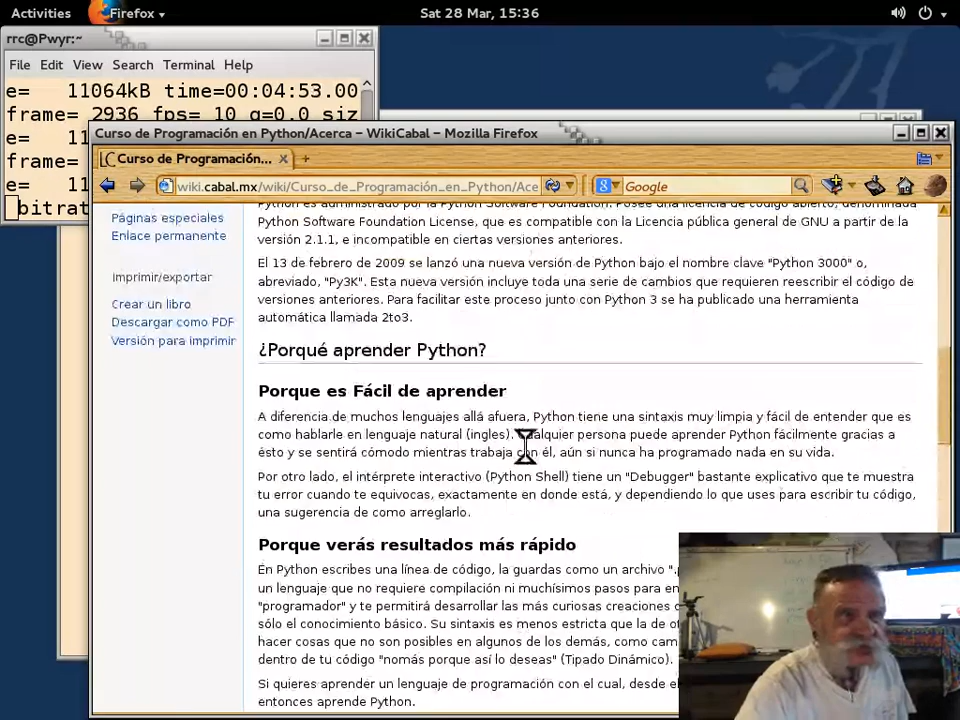 Activities Firefox Sat 28 Mar, 15:36
rrc@Pwyr:~
File Edit View Search Terminal Help
e= 11064kB time=00:04:53.00
frame= 2936 fps= 10 q=0.0 siz
e= 11
frame=
e= 11
bitrat
Curso de Programación en Python/Acerca – WikiCabal – Mozilla Firefox
Curso de Programación...
wiki.cabal.mx/wiki/Curso_de_Programación_en_Python/Ace
Google
Páginas especiales
Enlace permanente
Imprimir/exportar
Crear un libro
Descargar como PDF
Versión para imprimir
Python es administrado por la Python Software Foundation. Posee una licencia de código abierto, denominada
Python Software Foundation License, que es compatible con la Licencia pública general de GNU a partir de la
versión 2.1.1, e incompatible en ciertas versiones anteriores.
El 13 de febrero de 2009 se lanzó una nueva versión de Python bajo el nombre clave "Python 3000" o,
abreviado, "Py3K". Esta nueva versión incluye toda una serie de cambios que requieren reescribir el código de
versiones anteriores. Para facilitar este proceso junto con Python 3 se ha publicado una herramienta
automática llamada 2to3.
¿Porqué aprender Python?
Porque es Fácil de aprender
A diferencia de muchos lenguajes allá afuera, Python tiene una sintaxis muy limpia y fácil de entender que es
como hablarle en lenguaje natural (ingles). Cualquier persona puede aprender Python fácilmente gracias a
ésto y se sentirá cómodo mientras trabaja con él, aún si nunca ha programado nada en su vida.
Por otro lado, el intérprete interactivo (Python Shell) tiene un "Debugger" bastante explicativo que te muestra
tu error cuando te equivocas, exactamente en donde está, y dependiendo lo que uses para escribir tu código,
una sugerencia de como arreglarlo.
Porque verás resultados más rápido
En Python escribes una línea de código, la guardas como un archivo ".
un lenguaje que no requiere compilación ni muchísimos pasos para en
"programador" y te permitirá desarrollar las más curiosas creaciones
sólo el conocimiento básico. Su sintaxis es menos estricta que la de o
hacer cosas que no son posibles en algunos de los demás, como cam
dentro de tu código "nomás porque así lo deseas" (Tipado Dinámico).
Si quieres aprender un lenguaje de programación con el cual, desde el
entonces aprende Python.